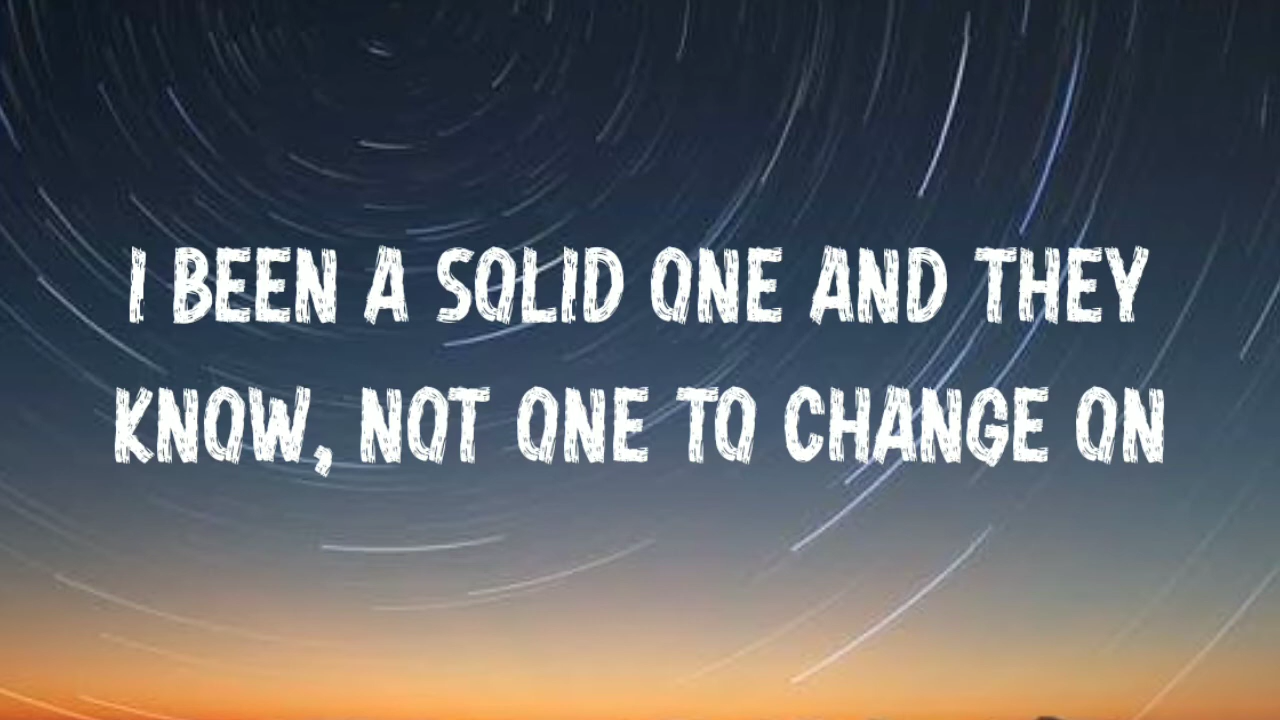 I BEEN A SOLID ONE AND THEY
KNOW, NOT ONE TO CHANGE ON